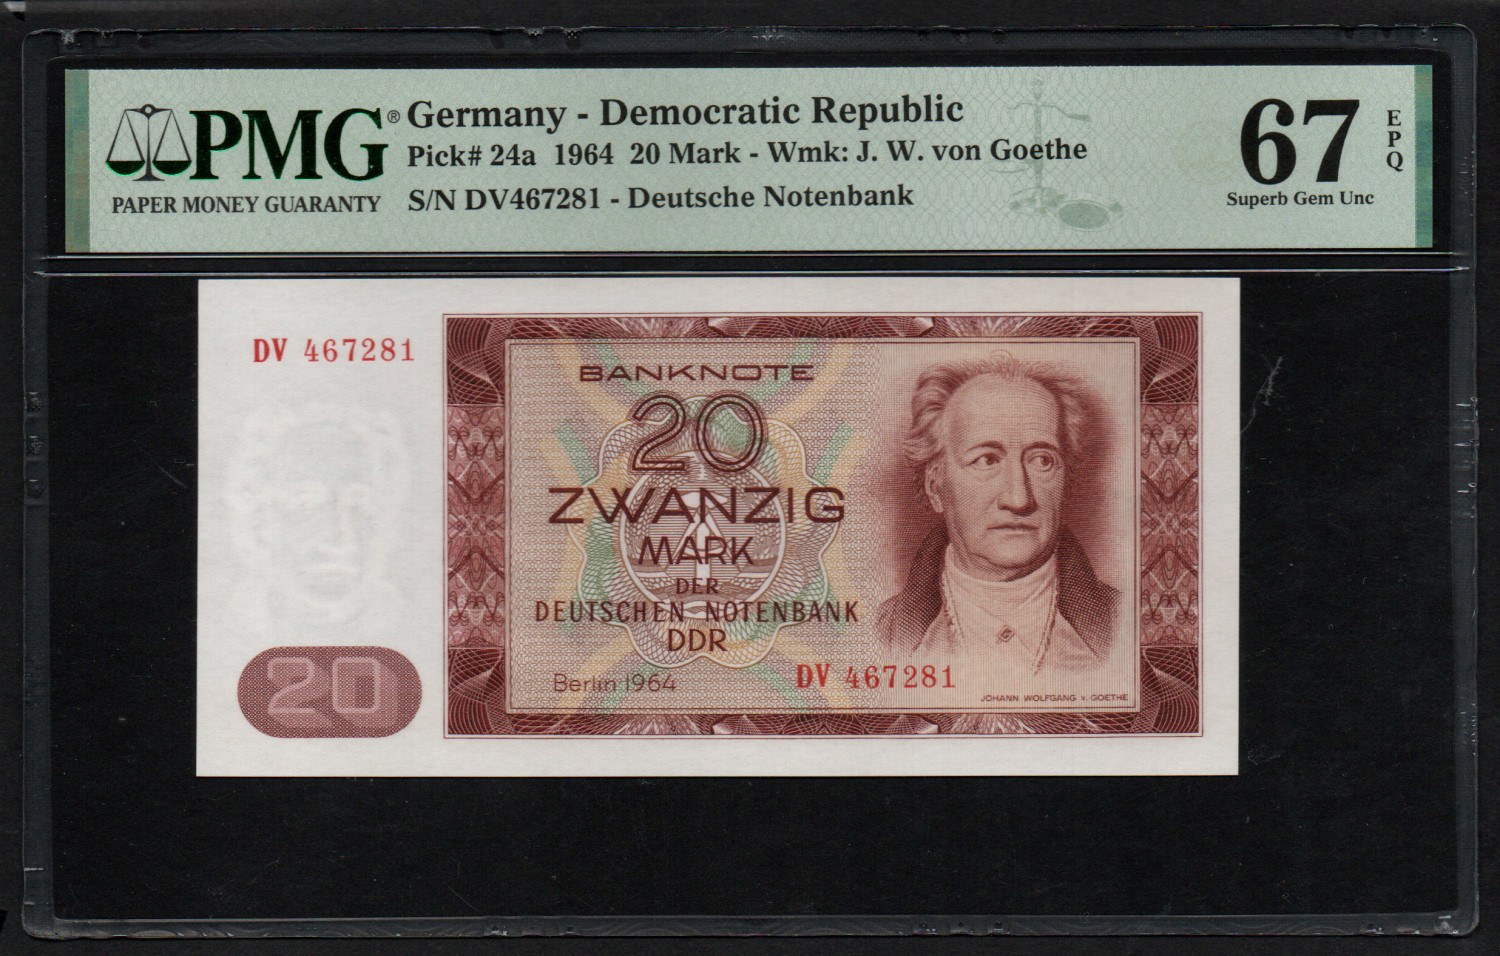 PMG®
PAPER MONEY GUARANTY
Germany - Democratic Republic
Pick# 24a 1964 20 Mark - Wmk: J. W. von Goethe
S/N DV467281 - Deutsche Notenbank
67
EPQ
Superb Gem Unc
DV 467281
BANKNOTE
20
ZWANZIG
MARK
DER
DEUTSCHEN NOTENBANK
DDR
Berlin 1964
DV 467281
JOHANN WOLFGANG v. GOETHE
20